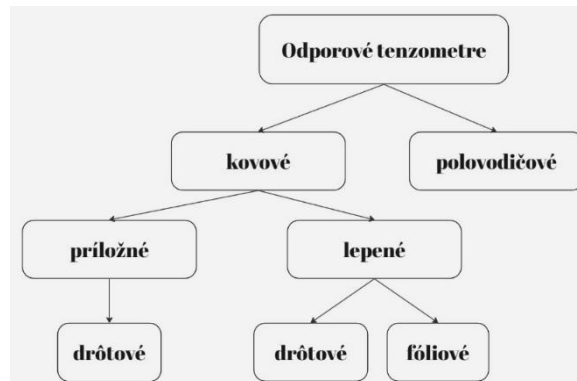 Odporové tenzometre
kovové
polovodičové
príložné
lepené
drôtové
drôtové
fóliové